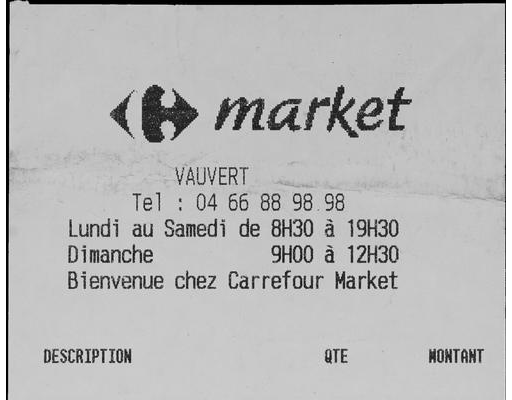 market
VAUVERT
Tel : 04 66 88 98 98
Lundi au Samedi de 8H30 à 19H30
Dimanche 9H00 à 12H30
Bienvenue chez Carrefour Market
DESCRIPTION QTE MONTANT